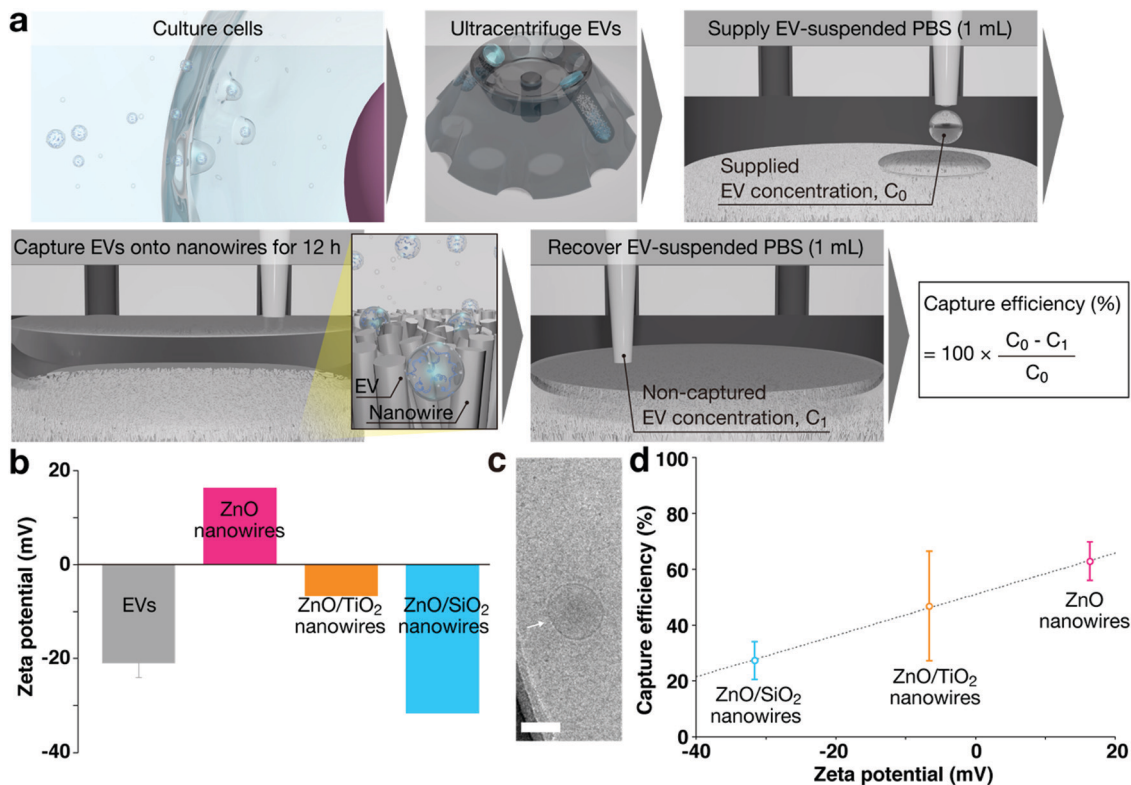 a
Culture cells
Ultracentrifuge EVs
Supply EV-suspended PBS (1 mL)
Supplied
EV concentration, C₀
Capture EVs onto nanowires for 12 h
EV
Nanowire
Recover EV-suspended PBS (1 mL)
Non-captured
EV concentration, C₁
Capture efficiency (%)
= 100 × (C₀ - C₁) / C₀
b
Zeta potential (mV)
20
0
-20
-40
EVs
ZnO
nanowires
ZnO/TiO₂
nanowires
ZnO/SiO₂
nanowires
c
d
Capture efficiency (%)
100
80
60
40
20
0
ZnO/SiO₂
nanowires
ZnO/TiO₂
nanowires
ZnO
nanowires
-40
-20
0
20
Zeta potential (mV)